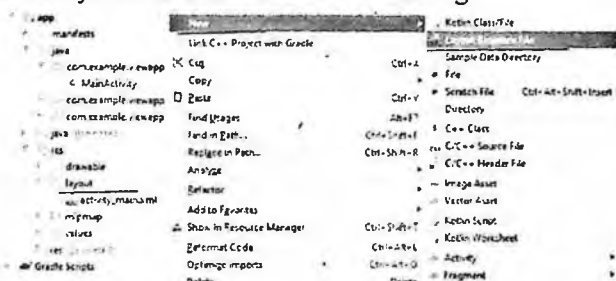 app
manifests
java
com.example.viewapp
MainActivity
com.example.viewapp
com.example.viewapp
java
res
drawable
layout
activity_main.xml
mipmap
values
res
Gradle Scripts
New
Link C++ Project with Gradle
Cut Ctrl+X
Copy
Paste Ctrl+V
Find Usages Alt+F7
Find in Path... Ctrl+Shift+F
Replace in Path... Ctrl+Shift+R
Analyze
Refactor
Add to Favorites
Show In Resource Manager Ctrl+Shift+T
Reformat Code Ctrl+Alt+L
Optimize Imports Ctrl+Alt+O
Delete Delete
Kotlin Class/File
Sample Data Directory
File
Scratch File Ctrl+Alt+Shift+Insert
Directory
C++ Class
C/C++ Source File
C/C++ Header File
Image Asset
Vector Asset
Kotlin Script
Kotlin Worksheet
Activity
Fragment